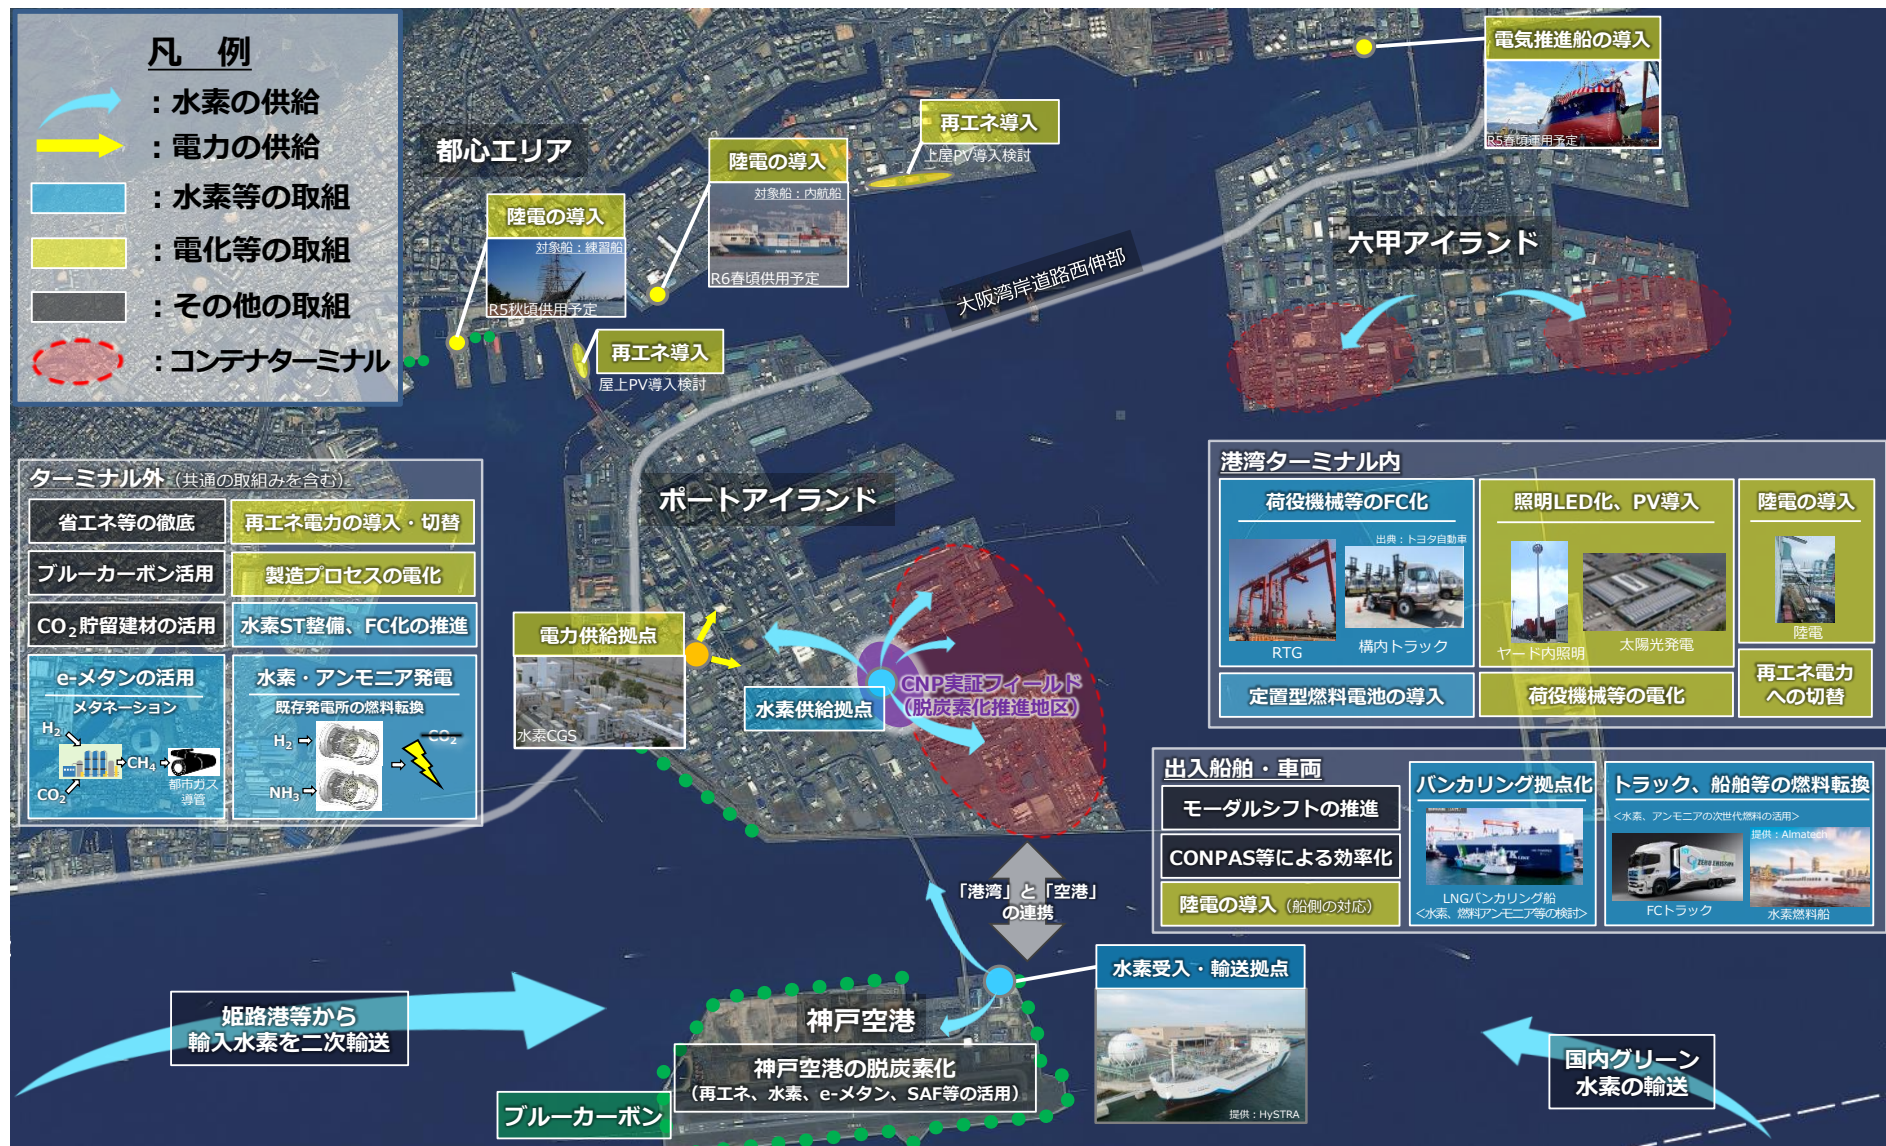 凡 例
：水素の供給
：電力の供給
：水素等の取組
：電化等の取組
：その他の取組
：コンテナターミナル
都心エリア
陸電の導入
対象船：練習船
R5秋頃供用予定
陸電の導入
対象船：内航船
R6春頃供用予定
再エネ導入
上屋PV導入検討
再エネ導入
屋上PV導入検討
電気推進船の導入
R5春頃運用予定
六甲アイランド
大阪湾岸道路西伸部
ポートアイランド
ターミナル外（共通の取組みを含む）
省エネ等の徹底
再エネ電力の導入・切替
ブルーカーボン活用
製造プロセスの電化
CO2貯留建材の活用
水素ST整備、FC化の推進
e-メタンの活用
メタネーション
H2
CO2
CH4
都市ガス
導管
水素・アンモニア発電
既存発電所の燃料転換
H2
NH3
CO2
電力供給拠点
水素CGS
水素供給拠点
CNP実証フィールド
（脱炭素化推進地区）
港湾ターミナル内
荷役機械等のFC化
出典：トヨタ自動車
RTG
構内トラック
照明LED化、PV導入
ヤード内照明
太陽光発電
陸電の導入
陸電
定置型燃料電池の導入
荷役機械等の電化
再エネ電力
への切替
出入船舶・車両
モーダルシフトの推進
CONPAS等による効率化
陸電の導入（船側の対応）
バンカリング拠点化
LNGバンカリング船
<水素、燃料アンモニア等の検討>
トラック、船舶等の燃料転換
<水素、アンモニアの次世代燃料の活用>
提供：Almatech
ZERO EMISSION
FCトラック
水素燃料船
「港湾」と「空港」
の連携
水素受入・輸送拠点
提供：HySTRA
神戸空港
神戸空港の脱炭素化
（再エネ、水素、e-メタン、SAF等の活用）
ブルーカーボン
姫路港等から
輸入水素を二次輸送
国内グリーン
水素の輸送